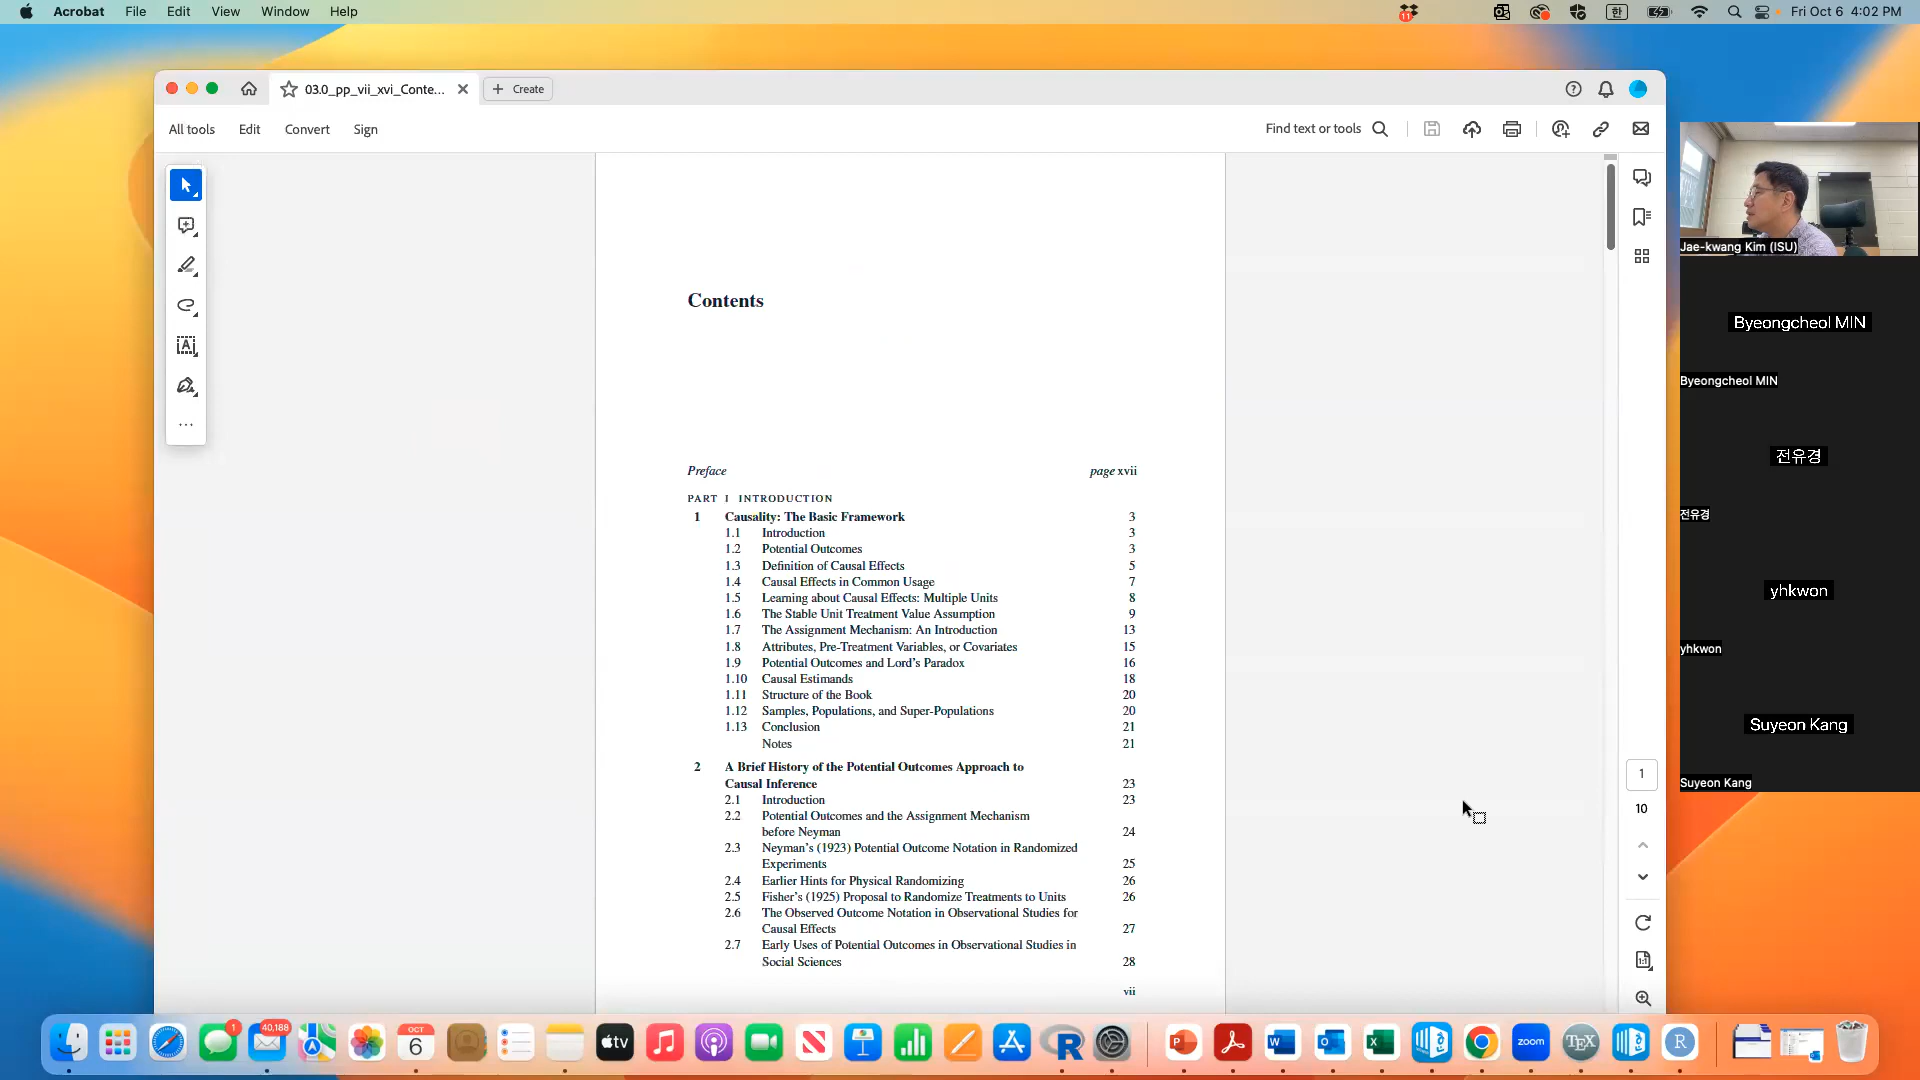 Acrobat File Edit View Window Help
11
한
Fri Oct 6 4:02 PM
03.0_pp_vii_xvi_Conte...
+ Create
All tools Edit Convert Sign
Find text or tools
Contents
Preface page xvii
PART I INTRODUCTION
1 Causality: The Basic Framework 3
1.1 Introduction 3
1.2 Potential Outcomes 3
1.3 Definition of Causal Effects 5
1.4 Causal Effects in Common Usage 7
1.5 Learning about Causal Effects: Multiple Units 8
1.6 The Stable Unit Treatment Value Assumption 9
1.7 The Assignment Mechanism: An Introduction 13
1.8 Attributes, Pre-Treatment Variables, or Covariates 15
1.9 Potential Outcomes and Lord's Paradox 16
1.10 Causal Estimands 18
1.11 Structure of the Book 20
1.12 Samples, Populations, and Super-Populations 20
1.13 Conclusion 21
Notes 21
2 A Brief History of the Potential Outcomes Approach to
Causal Inference 23
2.1 Introduction 23
2.2 Potential Outcomes and the Assignment Mechanism
before Neyman 24
2.3 Neyman's (1923) Potential Outcome Notation in Randomized
Experiments 25
2.4 Earlier Hints for Physical Randomizing 26
2.5 Fisher's (1925) Proposal to Randomize Treatments to Units 26
2.6 The Observed Outcome Notation in Observational Studies for
Causal Effects 27
2.7 Early Uses of Potential Outcomes in Observational Studies in
Social Sciences 28
vii
1
10
Jae-kwang Kim (ISU)
Byeongcheol MIN
Byeongcheol MIN
전유경
전유경
yhkwon
yhkwon
Suyeon Kang
Suyeon Kang
1
40,188
OCT
6
tv
R
P
W
X
zoom
TEX
R